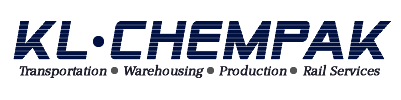 KL•CHEMPAK
Transportation • Warehousing • Production • Rail Services